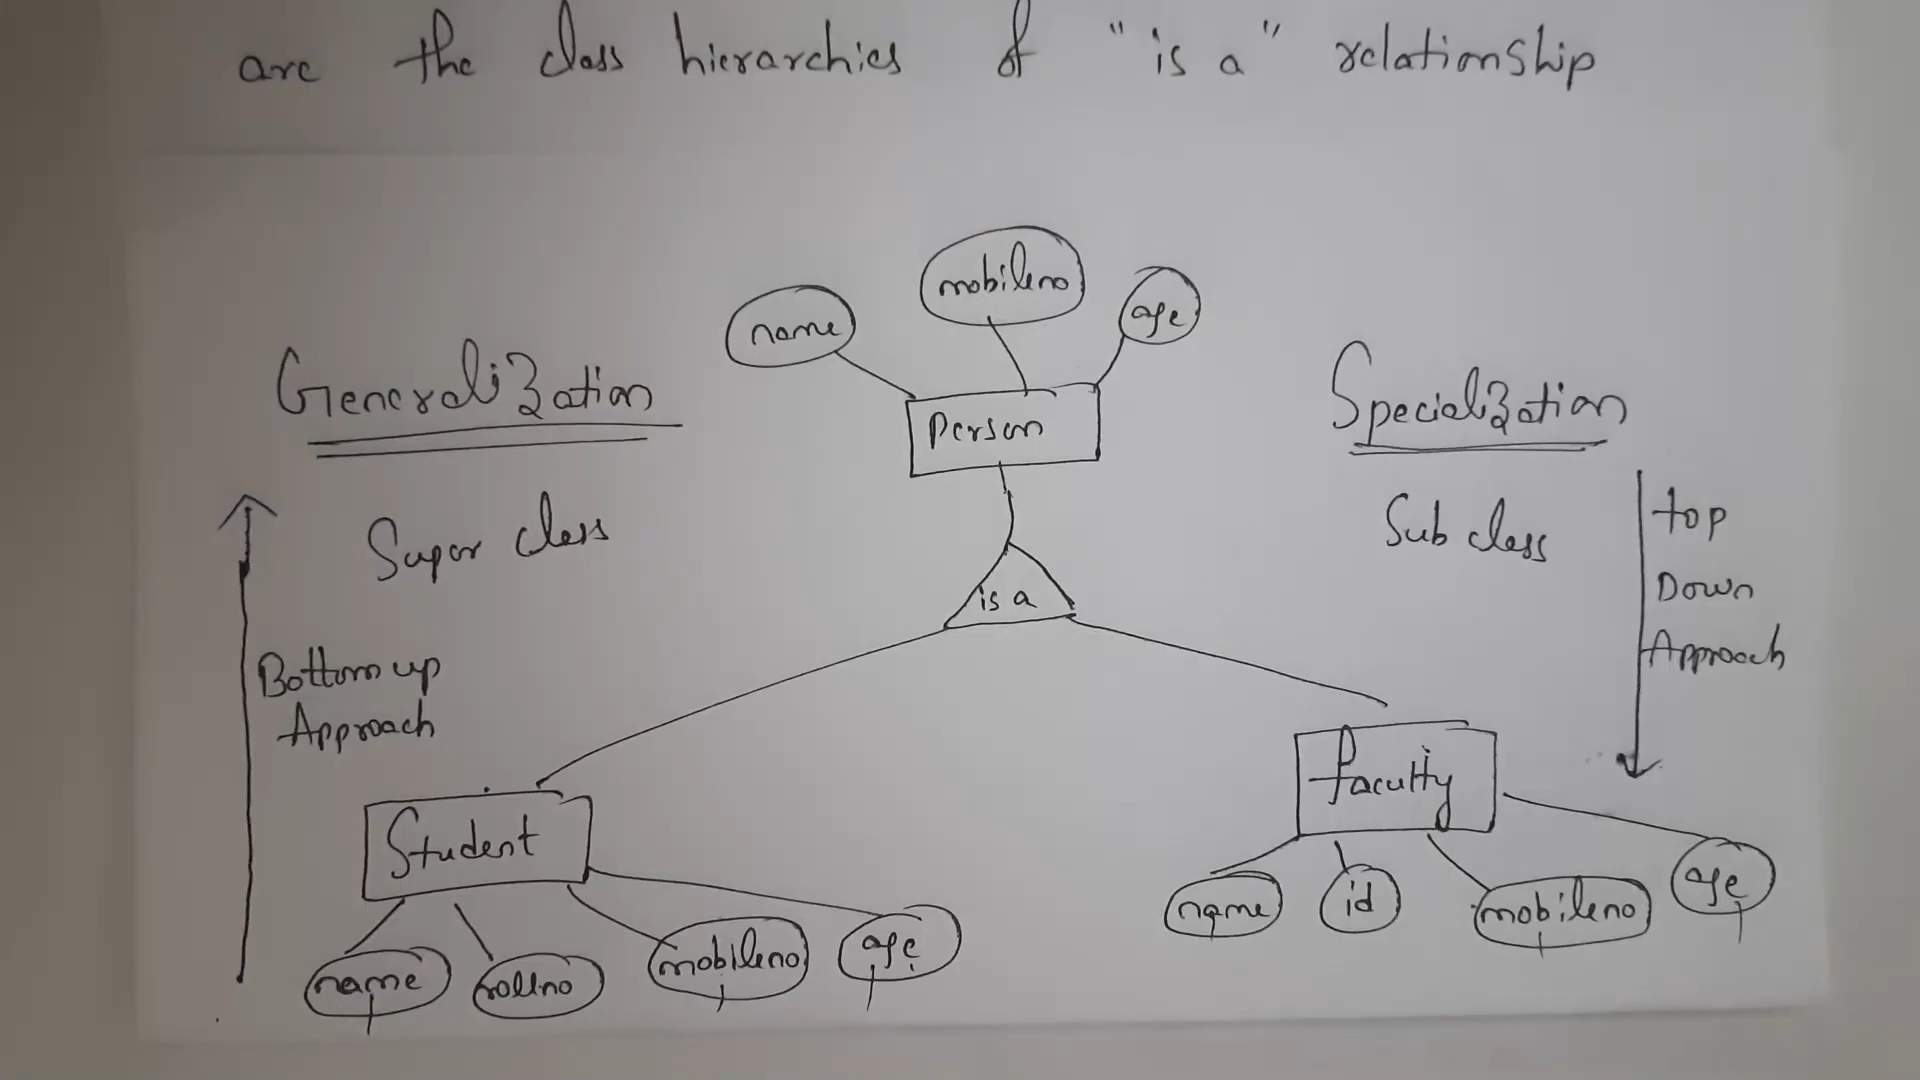 are the class hierarchies of "is a" relationship
mobileno
name
age
Generalization
Person
Specialization
Super class
Sub class
Top
Down
Approach
is a
Bottom up
Approach
Student
faculty
name
rollno
mobileno
age
name
id
mobileno
age